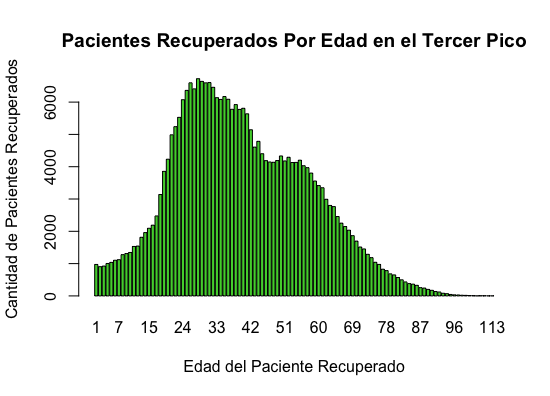 Pacientes Recuperados Por Edad en el Tercer Pico
Cantidad de Pacientes Recuperados
6000
4000
2000
0
1 7 15 24 33 42 51 60 69 78 87 96 113
Edad del Paciente Recuperado